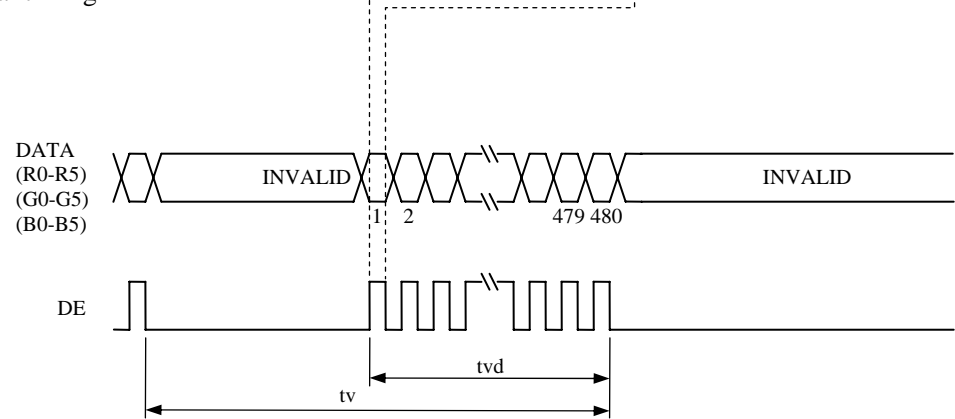 DATA
(R0-R5)
(G0-G5)
(B0-B5)
INVALID
INVALID
1 2 479 480
DE
tvd
tv